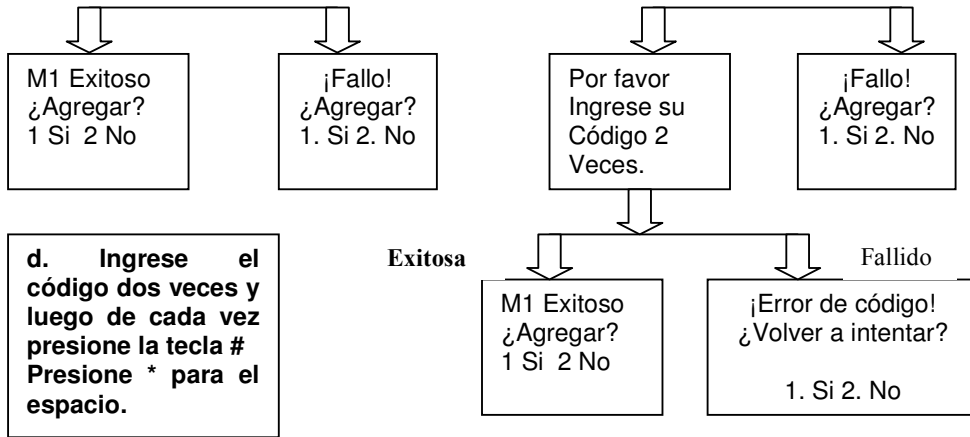 M1 Exitoso
¿Agregar?
1 Si 2 No
¡Fallo!
¿Agregar?
1. Si 2. No
Por favor
Ingrese su
Código 2
Veces.
¡Fallo!
¿Agregar?
1. Si 2. No
d. Ingrese el
código dos veces y
luego de cada vez
presione la tecla #
Presione * para el
espacio.
Exitosa
Fallido
M1 Exitoso
¿Agregar?
1 Si 2 No
¡Error de código!
¿Volver a intentar?
1. Si 2. No